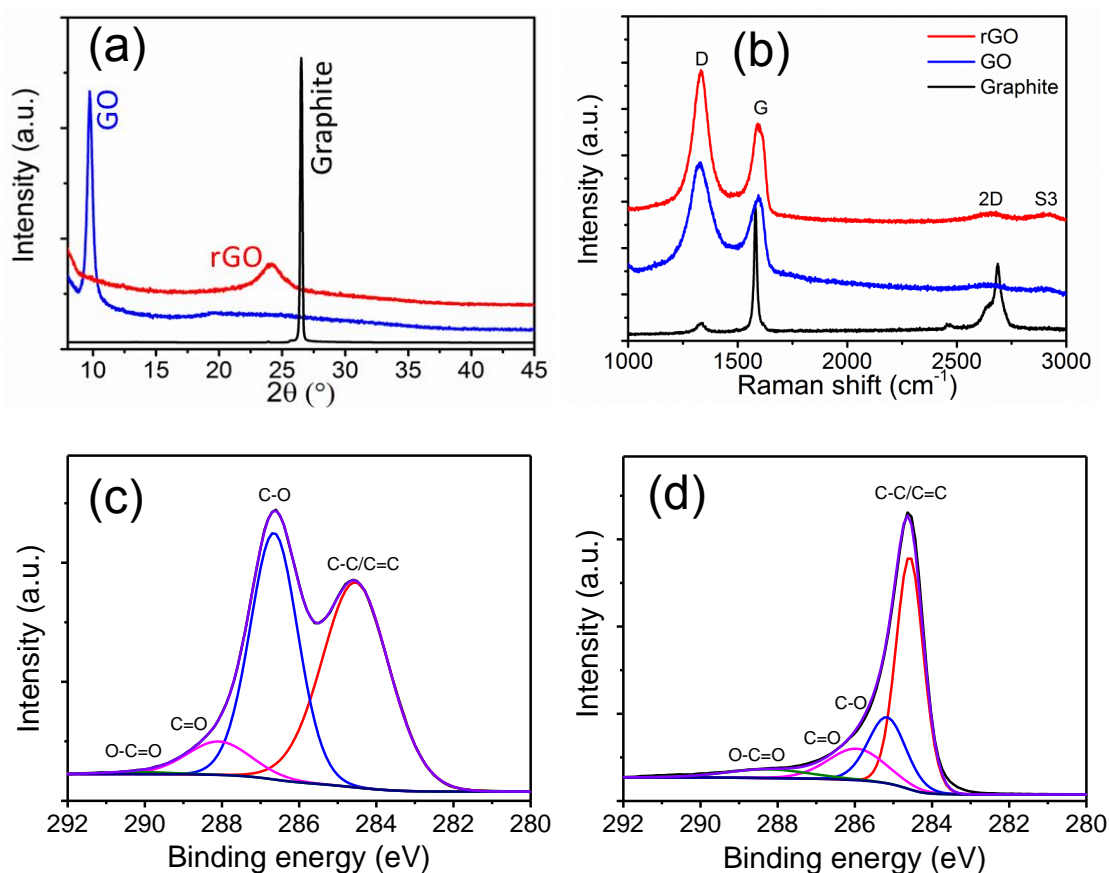 (a)
GO
rGO
Graphite
Intensity (a.u.)
10 15 20 25 30 35 40 45
2θ (°)
(b)
rGO
GO
Graphite
D
G
2D
S3
Intensity (a.u.)
1000 1500 2000 2500 3000
Raman shift (cm⁻¹)
(c)
C-O
C-C/C=C
C=O
O-C=O
Intensity (a.u.)
292 290 288 286 284 282 280
Binding energy (eV)
(d)
C-C/C=C
C-O
C=O
O-C=O
Intensity (a.u.)
292 290 288 286 284 282 280
Binding energy (eV)